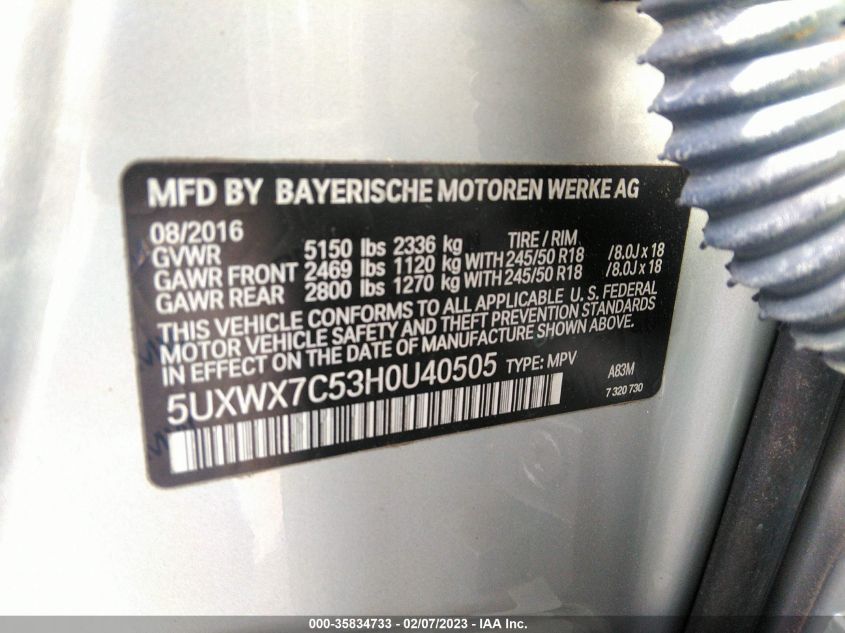 MFD BY BAYERISCHE MOTOREN WERKE AG
08/2016 TIRE / RIM
GVWR 5150 lbs 2336 kg
GAWR FRONT 2469 lbs 1120 kg WITH 245/50 R18 /8.0J x 18
GAWR REAR 2800 lbs 1270 kg WITH 245/50 R18 /8.0J x 18
THIS VEHICLE CONFORMS TO ALL APPLICABLE U. S. FEDERAL
MOTOR VEHICLE SAFETY AND THEFT PREVENTION STANDARDS
IN EFFECT ON THE DATE OF MANUFACTURE SHOWN ABOVE.
5UXWX7C53H0U40505 TYPE: MPV A83M
7 320 730
000-35834733 - 02/07/2023 - IAA Inc.